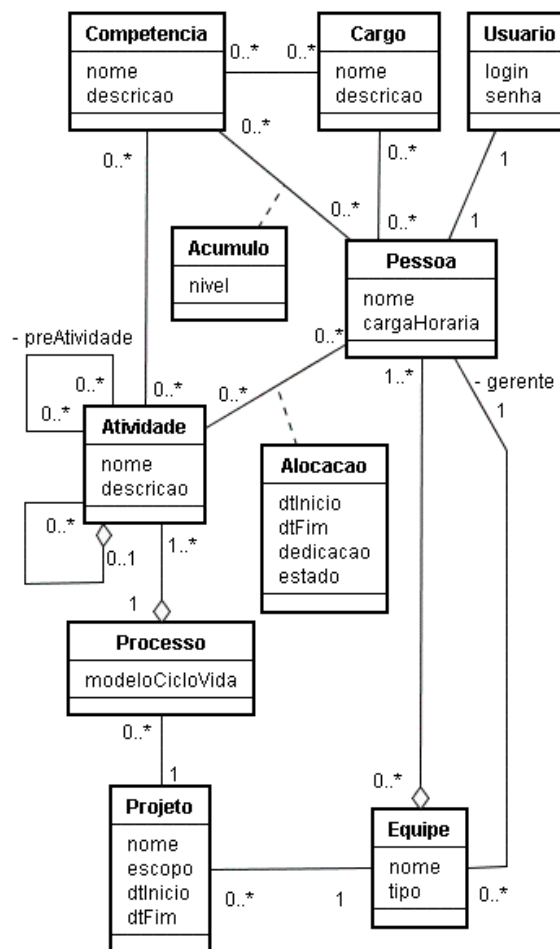 Competencia
nome
descricao
0..*
0..*
Cargo
nome
descricao
Usuario
login
senha
0..*
0..*
0..*
1
Acumulo
nivel
0..*
0..*
1
Pessoa
nome
cargaHoraria
- preAtividade
0..*
0..*
0..*
0..*
0..*
1..*
- gerente
1
Atividade
nome
descricao
0..*
0..1
1..*
Alocacao
dtInicio
dtFim
dedicacao
estado
1
Processo
modeloCicloVida
0..*
1
Projeto
nome
escopo
dtInicio
dtFim
0..*
Equipe
nome
tipo
0..*
1
0..*